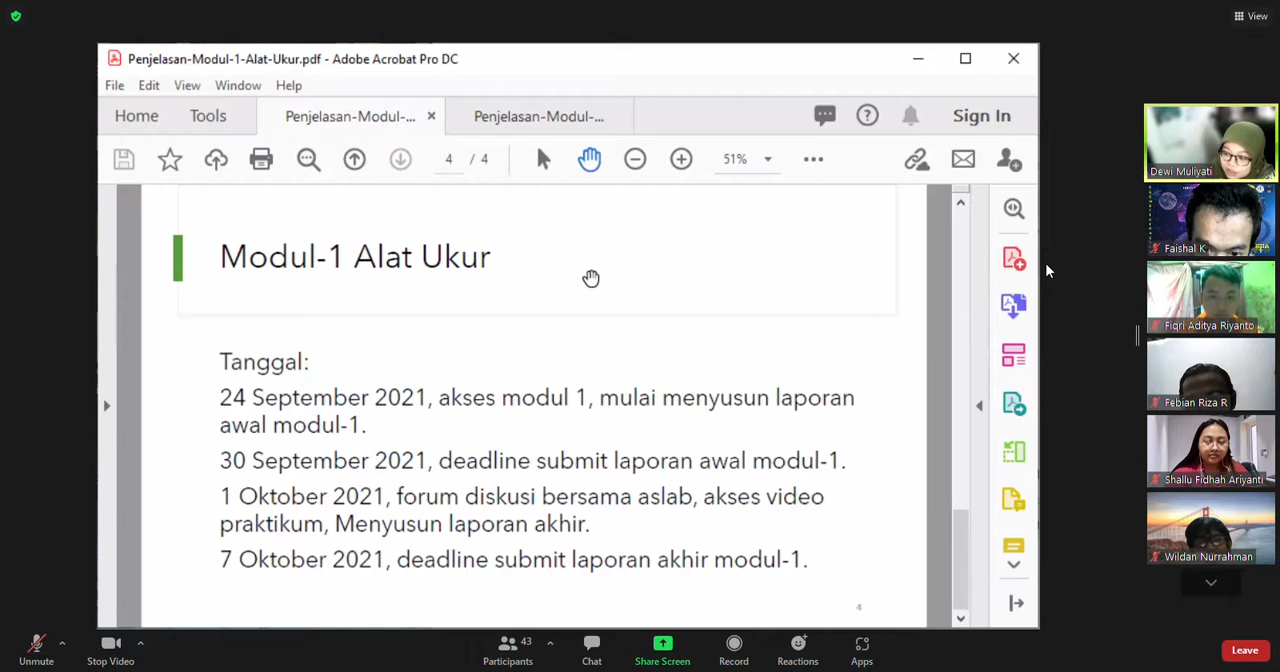 View
Penjelasan-Modul-1-Alat-Ukur.pdf - Adobe Acrobat Pro DC
File Edit View Window Help
Home Tools Penjelasan-Modul-... Penjelasan-Modul-... Sign In
4 / 4 51%
Modul-1 Alat Ukur
Tanggal:
24 September 2021, akses modul 1, mulai menyusun laporan
awal modul-1.
30 September 2021, deadline submit laporan awal modul-1.
1 Oktober 2021, forum diskusi bersama aslab, akses video
praktikum, Menyusun laporan akhir.
7 Oktober 2021, deadline submit laporan akhir modul-1.
4
Dewi Muliyati
Faishal K
Fiqri Aditya Riyanto
Febian Riza R
Shallu Fidhah Ariyanti
Wildan Nurrahman
Unmute Stop Video Participants 43 Chat Share Screen Record Reactions Apps Leave